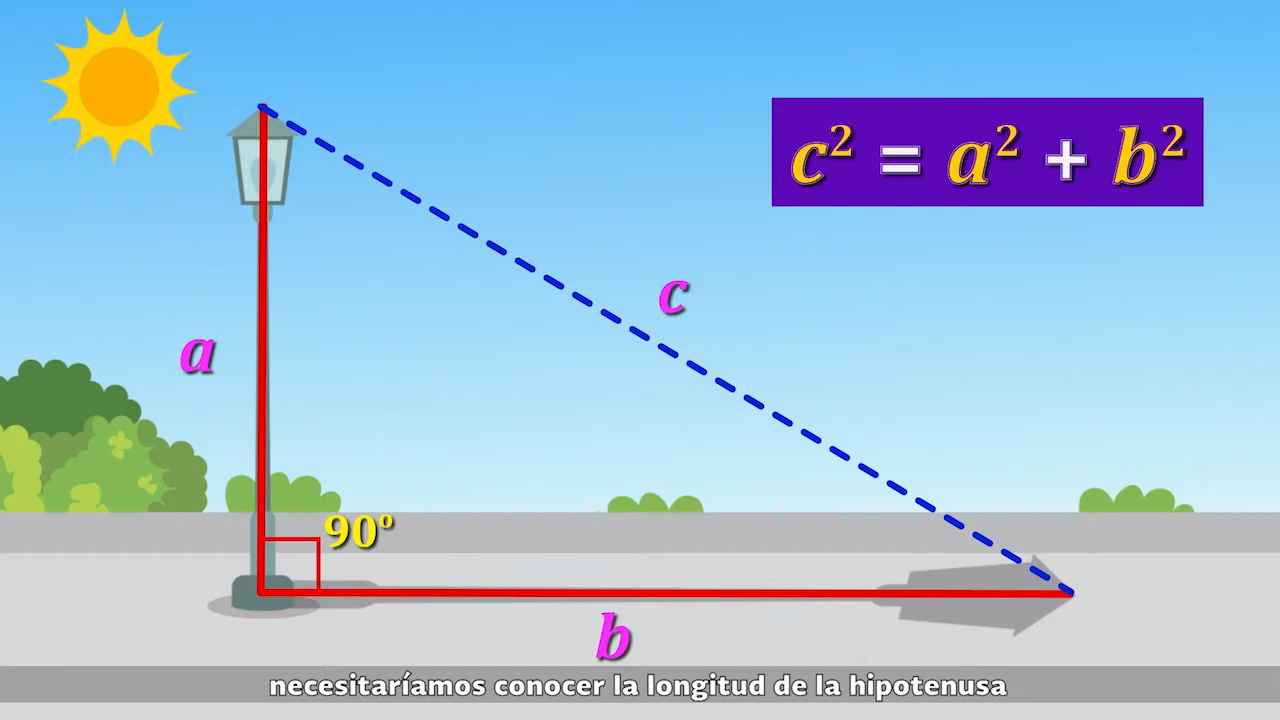 c² = a² + b²
c
a
90º
b
necesitaríamos conocer la longitud de la hipotenusa